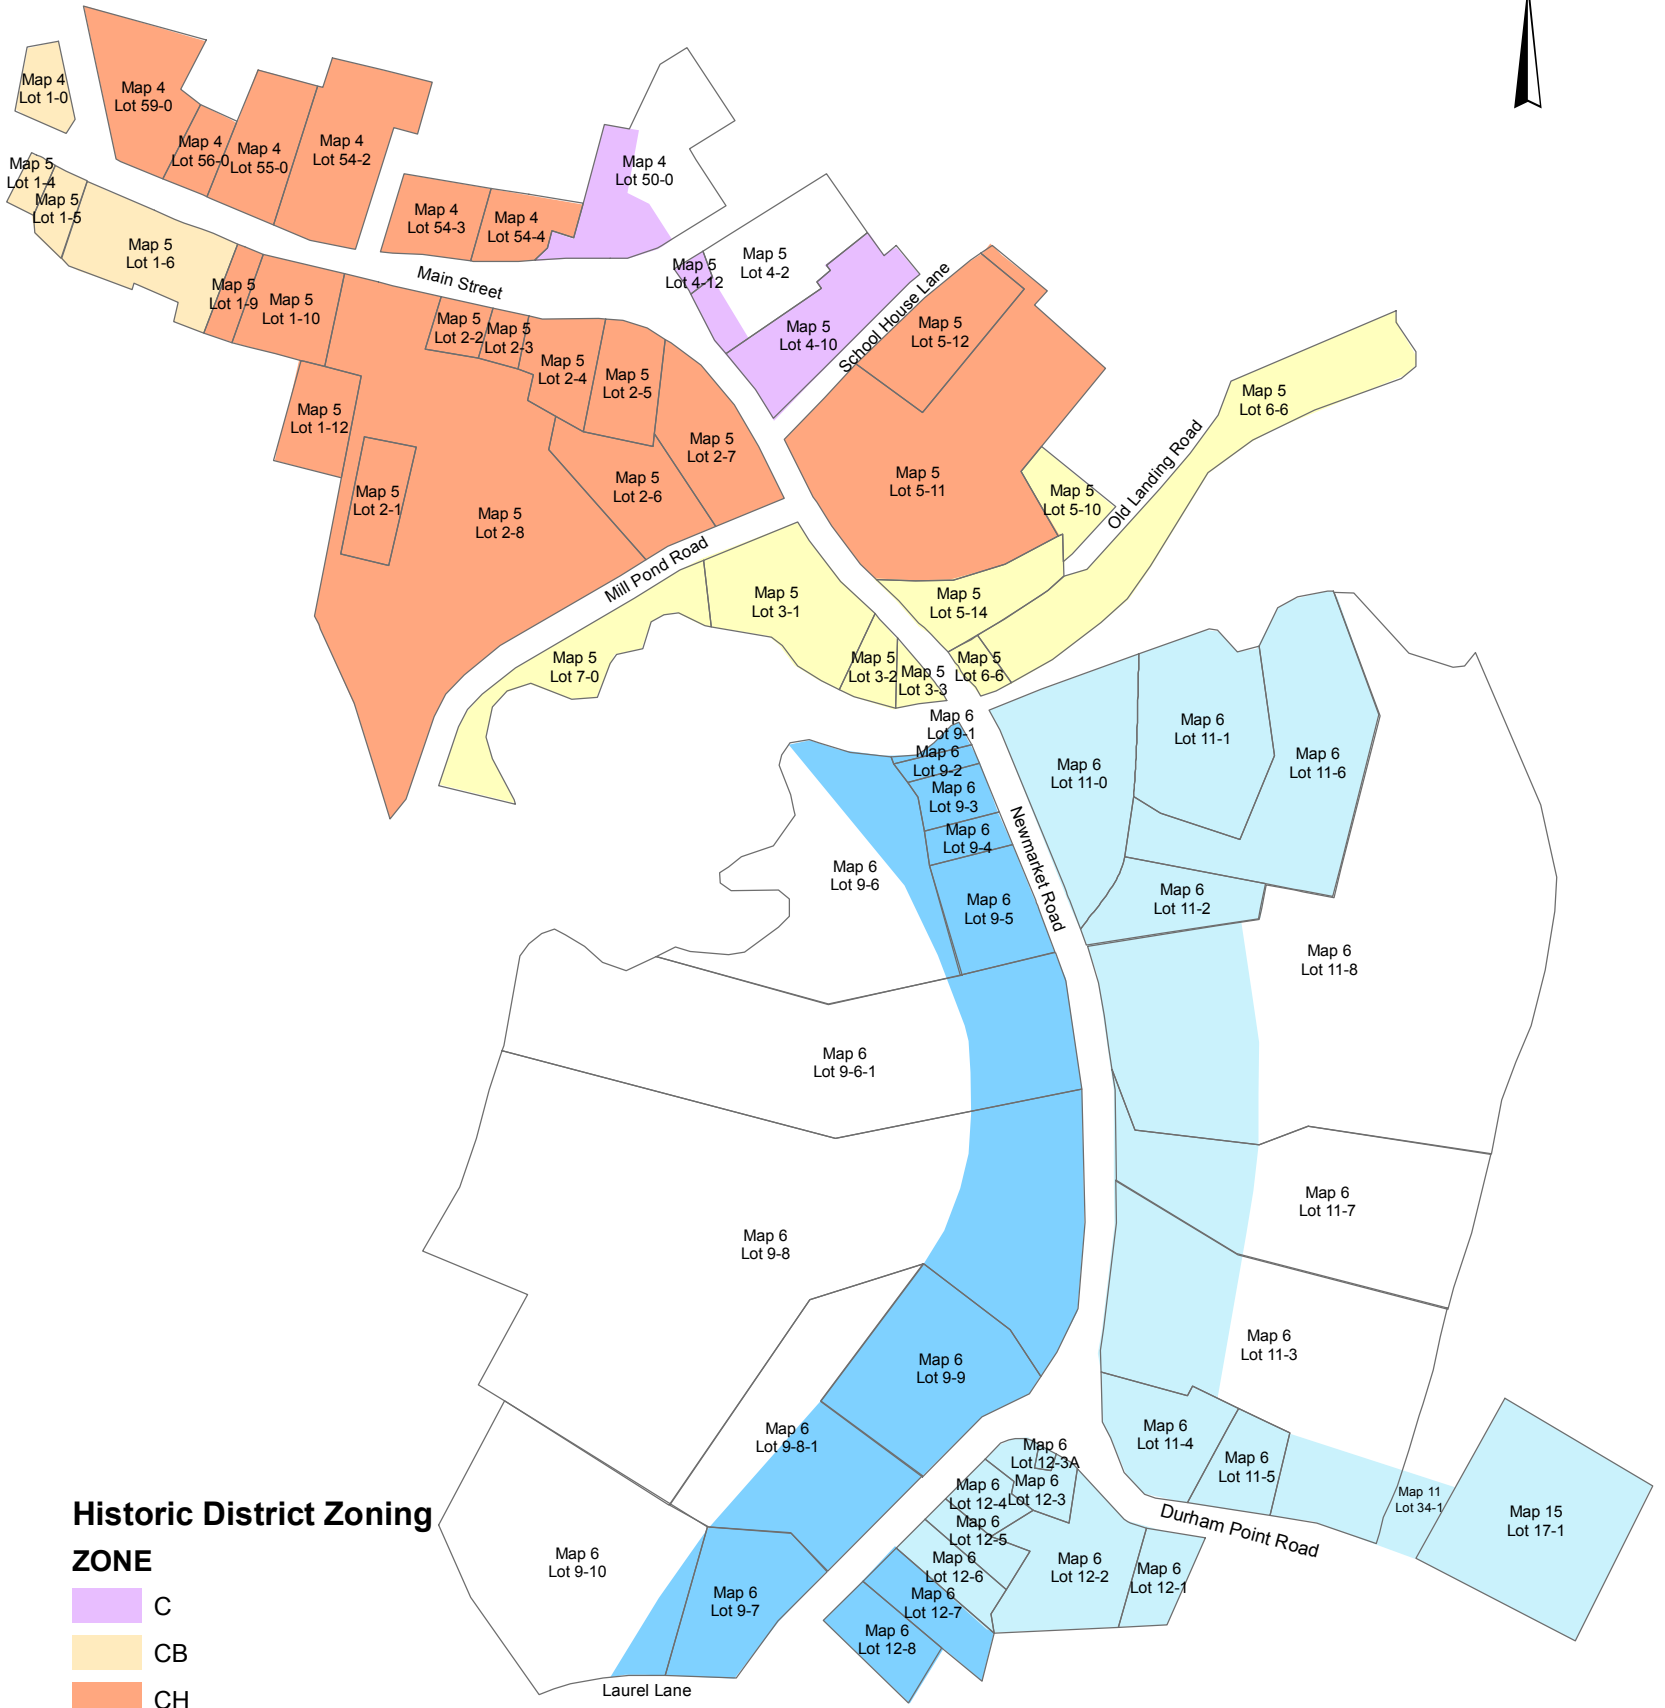 Map 4
Lot 1-0
Map 4
Lot 59-0
Map 4
Lot 56-0
Map 4
Lot 55-0
Map 4
Lot 54-2
Map 4
Lot 54-3
Map 4
Lot 54-4
Map 4
Lot 50-0
Map 5
Lot 1-4
Map 5
Lot 1-5
Map 5
Lot 1-6
Map 5
Lot 1-9
Map 5
Lot 1-10
Main Street
Map 5
Lot 4-12
Map 5
Lot 4-2
Map 5
Lot 4-10
School House Lane
Map 5
Lot 5-12
Map 5
Lot 2-2
Map 5
Lot 2-3
Map 5
Lot 2-4
Map 5
Lot 2-5
Map 5
Lot 1-12
Map 5
Lot 2-7
Map 5
Lot 2-6
Map 5
Lot 2-1
Map 5
Lot 2-8
Map 5
Lot 5-11
Map 5
Lot 6-6
Map 5
Lot 5-10
Old Landing Road
Mill Pond Road
Map 5
Lot 3-1
Map 5
Lot 5-14
Map 5
Lot 7-0
Map 5
Lot 3-2
Map 5
Lot 3-3
Map 5
Lot 6-6
Map 6
Lot 9-1
Map 6
Lot 9-2
Map 6
Lot 9-3
Map 6
Lot 9-4
Map 6
Lot 9-5
Newmarket Road
Map 6
Lot 11-0
Map 6
Lot 11-1
Map 6
Lot 11-6
Map 6
Lot 11-2
Map 6
Lot 11-8
Map 6
Lot 9-6
Map 6
Lot 9-6-1
Map 6
Lot 11-7
Map 6
Lot 9-8
Map 6
Lot 11-3
Map 6
Lot 9-9
Map 6
Lot 9-8-1
Map 6
Lot 11-4
Map 6
Lot 11-5
Map 6
Lot 12-3A
Map 6
Lot 12-3
Map 6
Lot 12-4
Map 6
Lot 12-5
Map 6
Lot 12-6
Map 6
Lot 12-7
Map 6
Lot 12-8
Map 6
Lot 12-2
Map 6
Lot 12-1
Durham Point Road
Map 11
Lot 34-1
Map 15
Lot 17-1
Map 6
Lot 9-10
Map 6
Lot 9-7
Laurel Lane
Historic District Zoning
ZONE
C
CB
CH